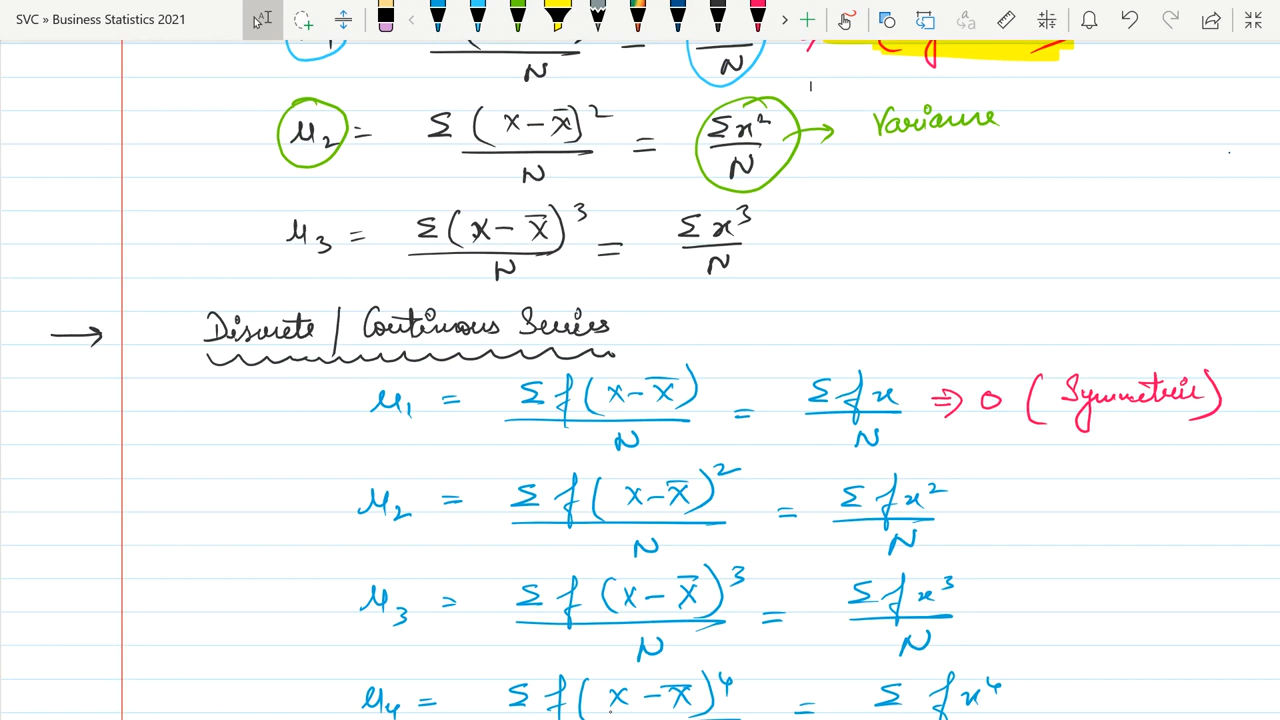 SVC » Business Statistics 2021
N = N
μ₂ = Σ(x-x̅)²/N = Σx²/N → Variance
μ₃ = Σ(x-x̅)³/N = Σx³/N
→ Discrete / Continuous Series
μ₁ = Σf(x-x̅)/N = Σfx/N ⇒ 0 (Symmetric)
μ₂ = Σf(x-x̅)²/N = Σfx²/N
μ₃ = Σf(x-x̅)³/N = Σfx³/N
μ₄ = Σf(x-x̅)⁴ = Σfx⁴